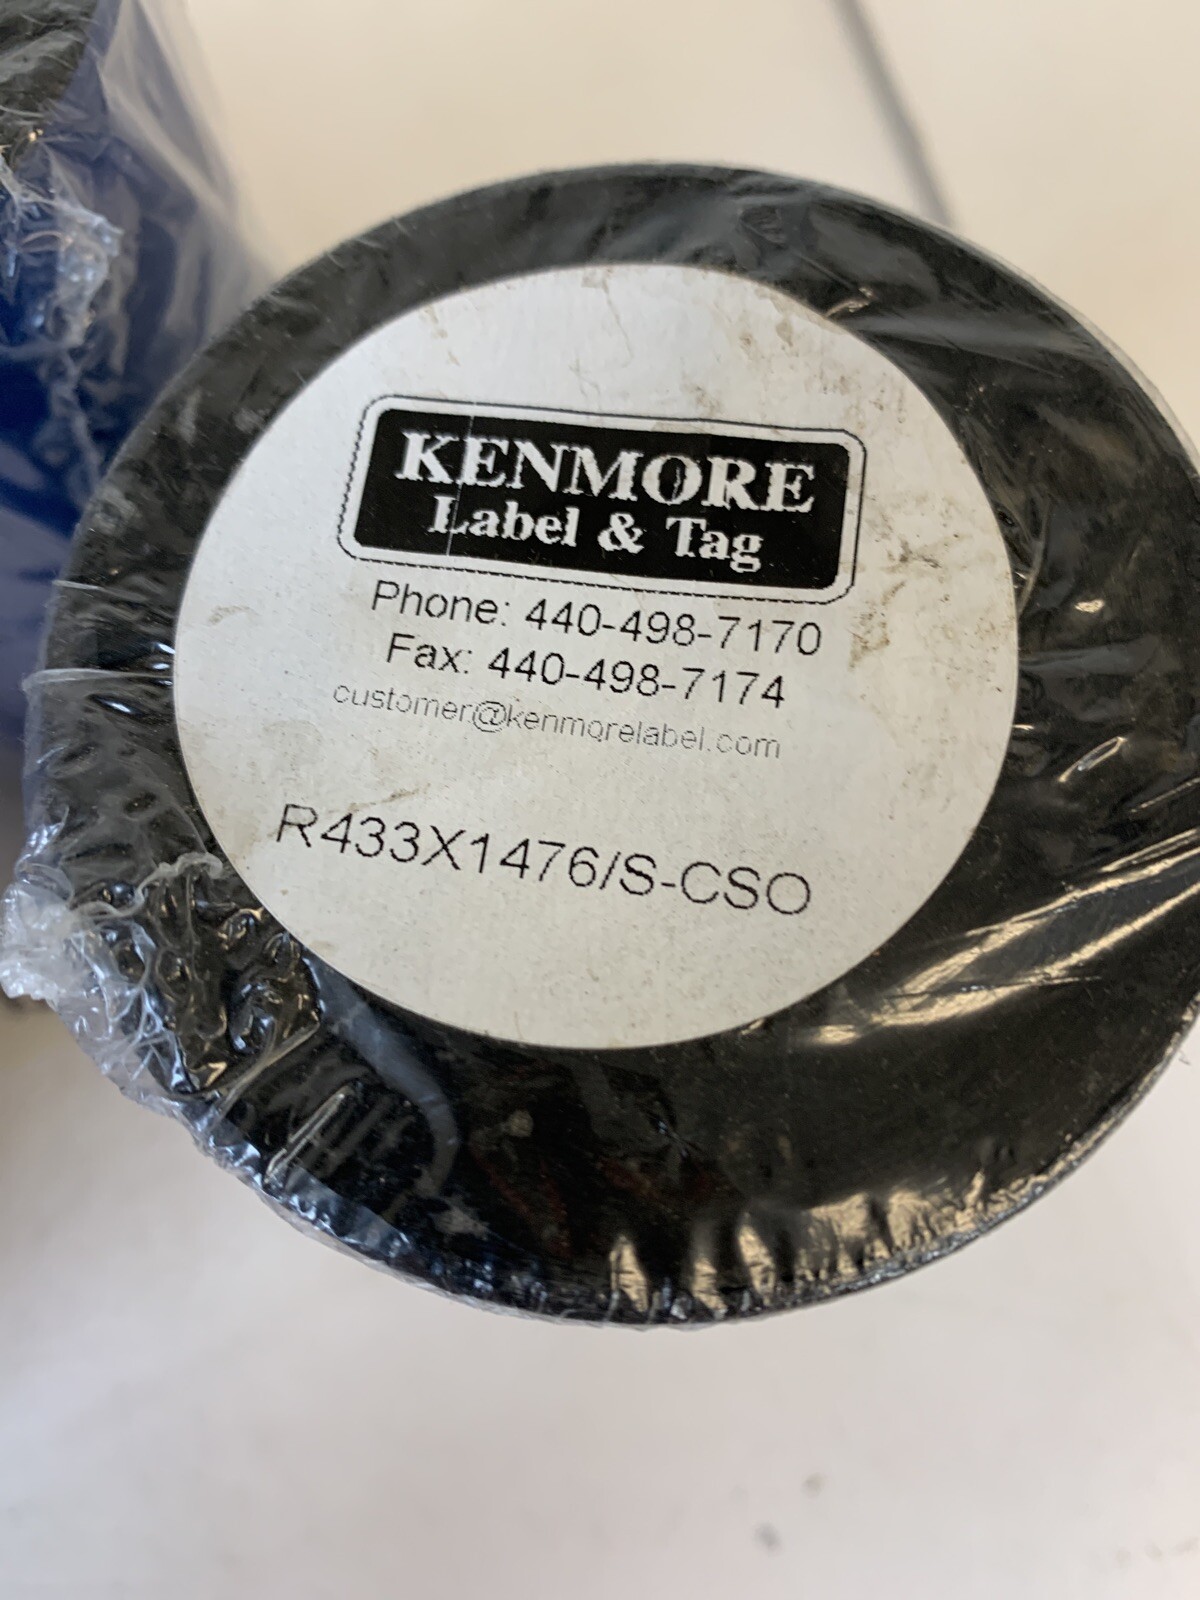 KENMORE
Label & Tag
Phone: 440-498-7170
Fax: 440-498-7174
customer@kenmorelabel.com
R433X1476/S-CSO